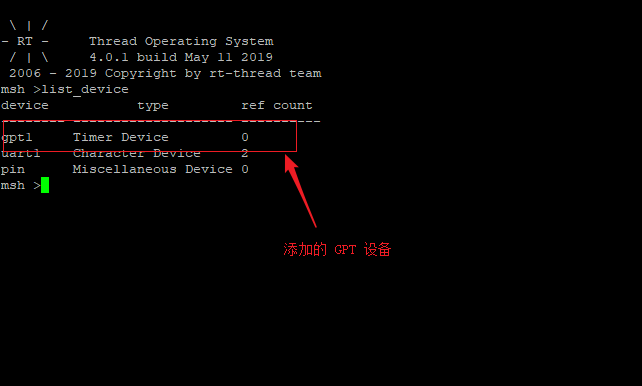 \ | /
- RT -     Thread Operating System
 / | \     4.0.1 build May 11 2019
 2006 - 2019 Copyright by rt-thread team
msh >list_device
device           type         ref count
-------- -------------------- ----------
gpt1     Timer Device         0
uart1    Character Device     2
pin      Miscellaneous Device 0
msh >
添加的 GPT 设备